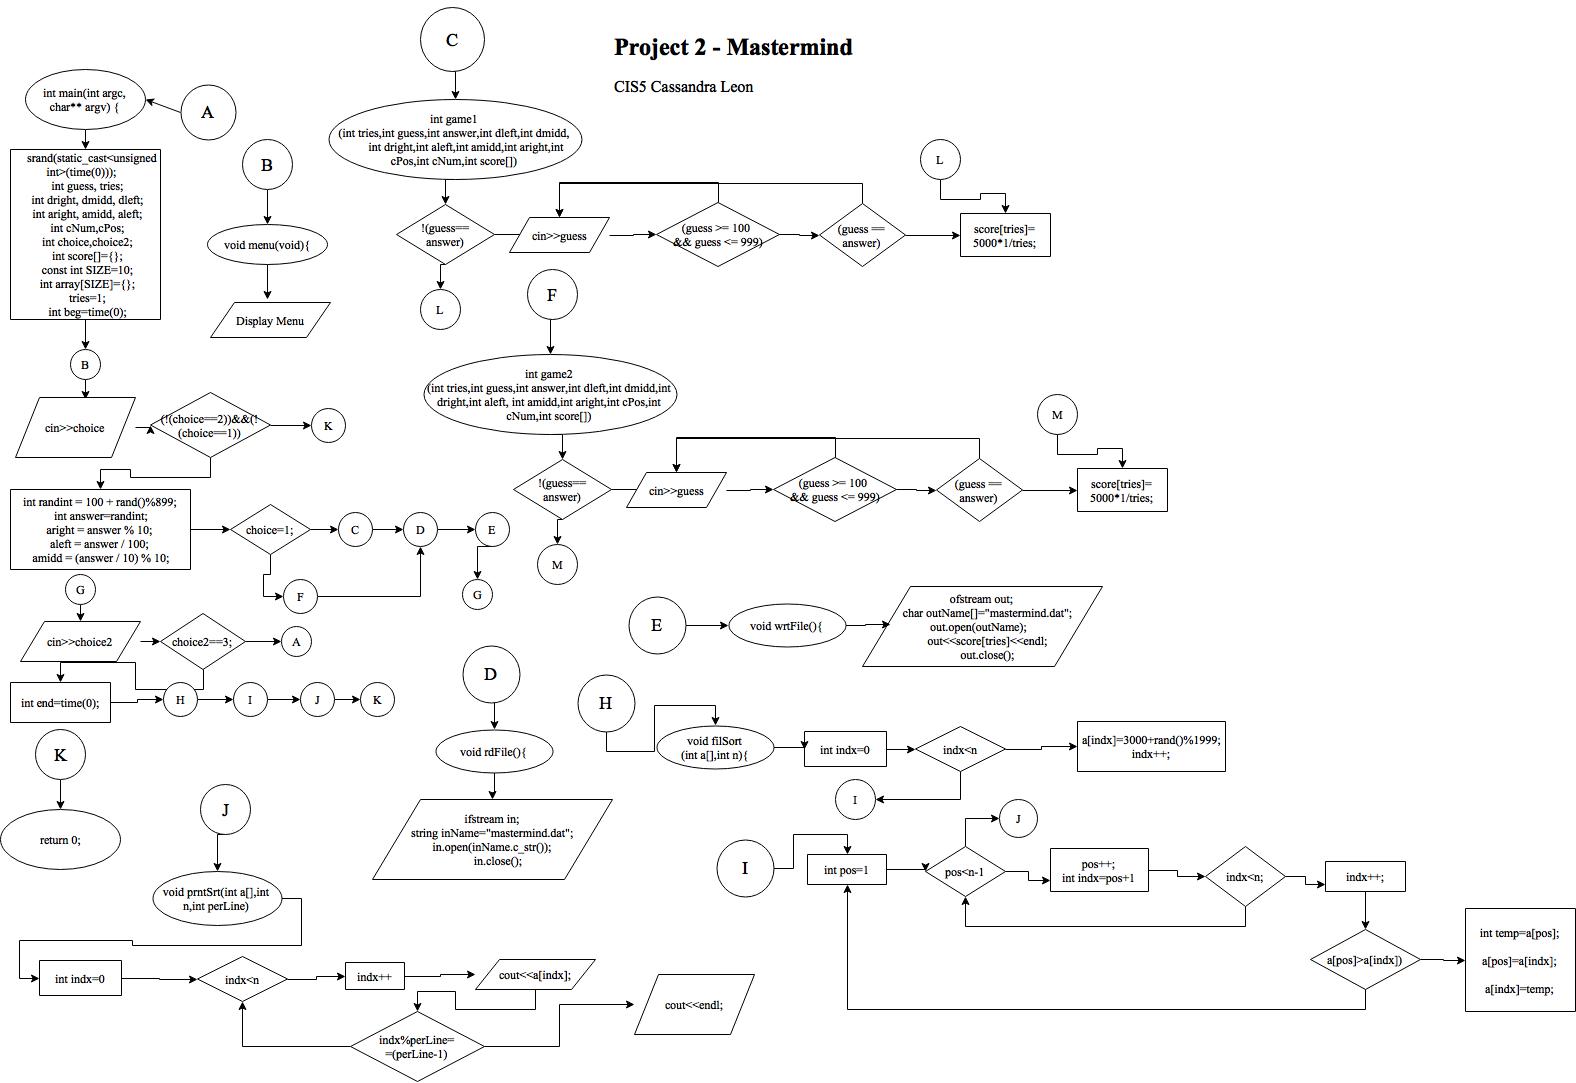 Project 2 - Mastermind
CIS5 Cassandra Leon
C
int main(int argc,
char** argv) {
A
srand(static_cast<unsigned
int>(time(0)));
int guess, tries;
int dright, dmidd, dleft;
int aright, amidd, aleft;
int cNum,cPos;
int choice,choice2;
int score[]={};
const int SIZE=10;
int array[SIZE]={};
tries=1;
int beg=time(0);
B
cin>>choice
(!(choice==2))&&(!
(choice==1))
K
int randint = 100 + rand()%899;
int answer=randint;
aright = answer % 10;
aleft = answer / 100;
amidd = (answer / 10) % 10;
choice=1;
C
D
E
F
G
G
cin>>choice2
choice2==3;
A
int end=time(0);
H
I
J
K
K
return 0;
B
void menu(void){
Display Menu
int game1
(int tries,int guess,int answer,int dleft,int dmidd,
int dright,int aleft,int amidd,int aright,int
cPos,int cNum,int score[])
!(guess==
answer)
L
cin>>guess
(guess >= 100
&& guess <= 999)
(guess ==
answer)
L
score[tries]=
5000*1/tries;
F
int game2
(int tries,int guess,int answer,int dleft,int dmidd,int
dright,int aleft, int amidd,int aright,int cPos,int
cNum,int score[])
!(guess==
answer)
M
cin>>guess
(guess >= 100
&& guess <= 999)
(guess ==
answer)
M
score[tries]=
5000*1/tries;
E
void wrtFile(){
ofstream out;
char outName[]="mastermind.dat";
out.open(outName);
out<<score[tries]<<endl;
out.close();
D
void rdFile(){
ifstream in;
string inName="mastermind.dat";
in.open(inName.c_str());
in.close();
H
void filSort
(int a[],int n){
int indx=0
indx<n
a[indx]=3000+rand()%1999;
indx++;
I
I
int pos=1
pos<n-1
J
pos++;
int indx=pos+1
indx<n;
indx++;
a[pos]>a[indx])
int temp=a[pos];
a[pos]=a[indx];
a[indx]=temp;
J
void prntSrt(int a[],int
n,int perLine)
int indx=0
indx<n
indx++
cout<<a[indx];
indx%perLine=
=(perLine-1)
cout<<endl;